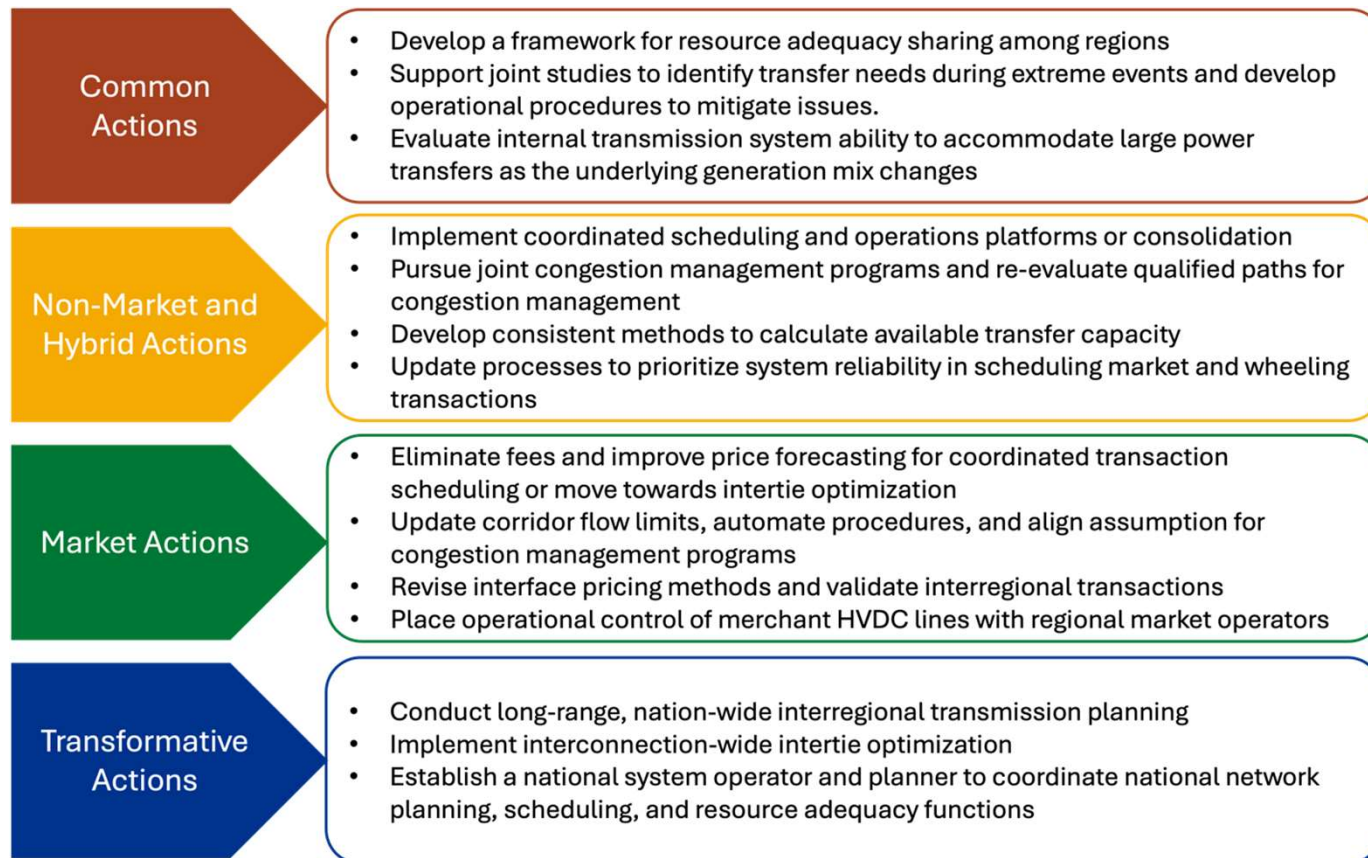 Common
Actions
• Develop a framework for resource adequacy sharing among regions
• Support joint studies to identify transfer needs during extreme events and develop
operational procedures to mitigate issues.
• Evaluate internal transmission system ability to accommodate large power
transfers as the underlying generation mix changes
Non-Market and
Hybrid Actions
• Implement coordinated scheduling and operations platforms or consolidation
• Pursue joint congestion management programs and re-evaluate qualified paths for
congestion management
• Develop consistent methods to calculate available transfer capacity
• Update processes to prioritize system reliability in scheduling market and wheeling
transactions
Market Actions
• Eliminate fees and improve price forecasting for coordinated transaction
scheduling or move towards intertie optimization
• Update corridor flow limits, automate procedures, and align assumption for
congestion management programs
• Revise interface pricing methods and validate interregional transactions
• Place operational control of merchant HVDC lines with regional market operators
Transformative
Actions
• Conduct long-range, nation-wide interregional transmission planning
• Implement interconnection-wide intertie optimization
• Establish a national system operator and planner to coordinate national network
planning, scheduling, and resource adequacy functions